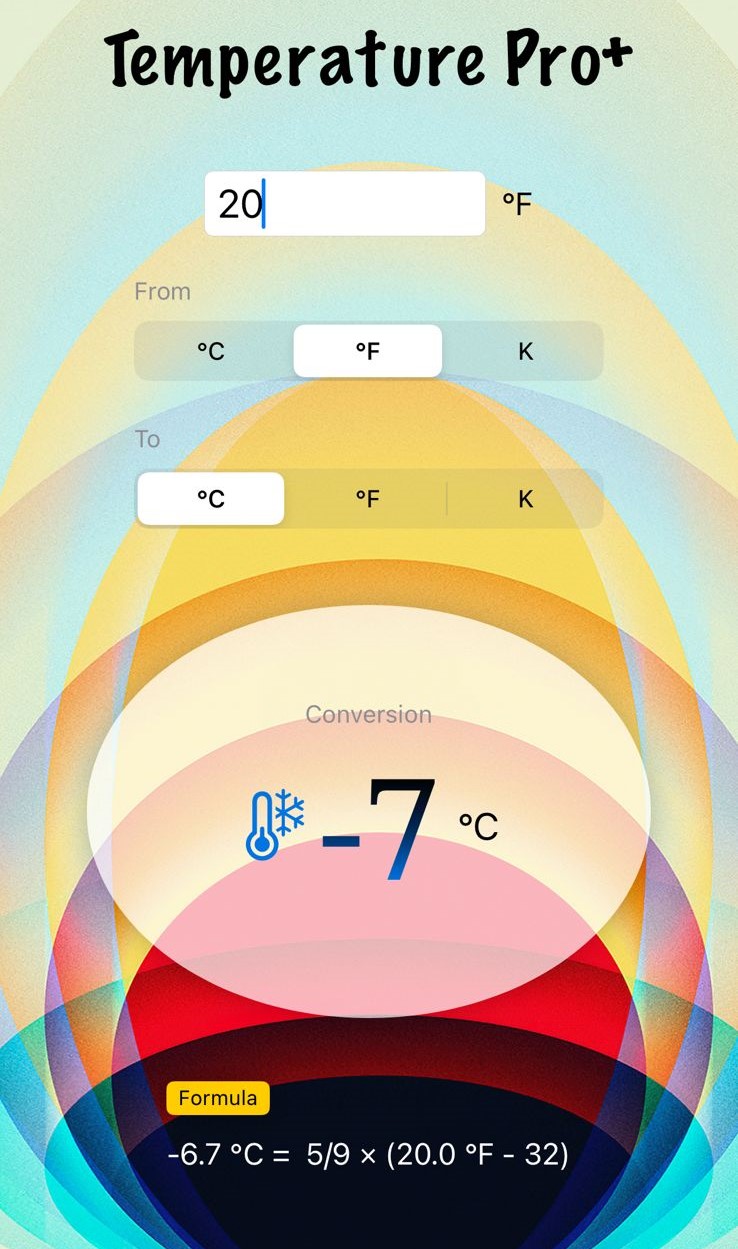 Temperature Pro+
20 °F
From
°C °F K
To
°C °F K
Conversion
-7 °C
Formula
-6.7 °C = 5/9 × (20.0 °F - 32)